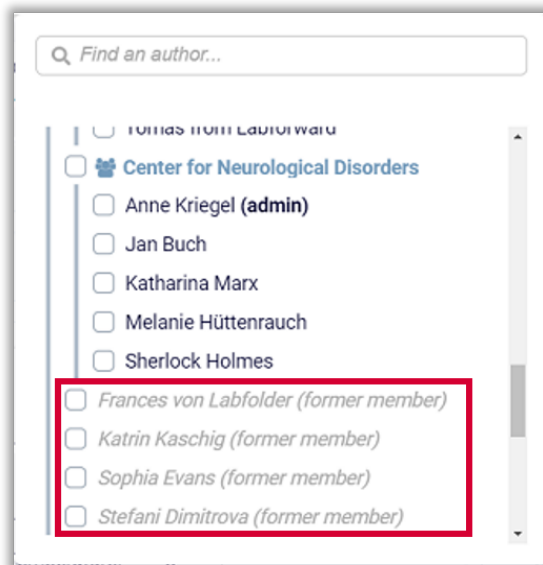 Find an author...
Tomas from Labforward
Center for Neurological Disorders
Anne Kriegel (admin)
Jan Buch
Katharina Marx
Melanie Hüttenrauch
Sherlock Holmes
Frances von Labfolder (former member)
Katrin Kaschig (former member)
Sophia Evans (former member)
Stefani Dimitrova (former member)